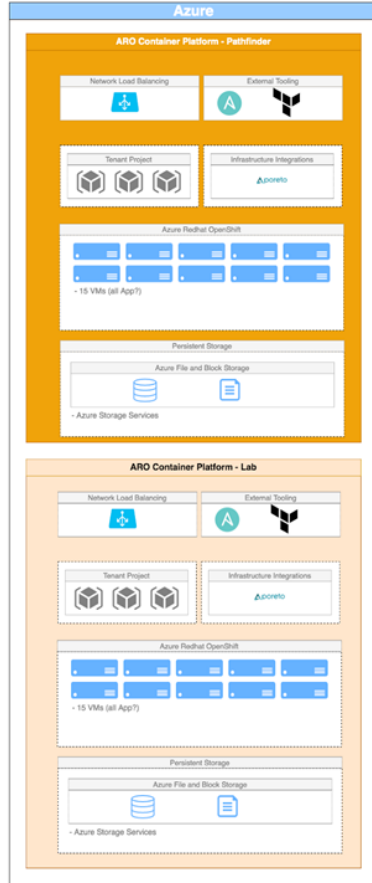 Azure
ARO Container Platform - Pathfinder
Network Load Balancing
External Tooling
A
Tenant Project
Infrastructure Integrations
aporeto
Azure Redhat OpenShift
- 15 VMs (all App?)
Persistent Storage
Azure File and Block Storage
- Azure Storage Services
ARO Container Platform - Lab
Network Load Balancing
External Tooling
A
Tenant Project
Infrastructure Integrations
aporeto
Azure Redhat OpenShift
- 15 VMs (all App?)
Persistent Storage
Azure File and Block Storage
- Azure Storage Services